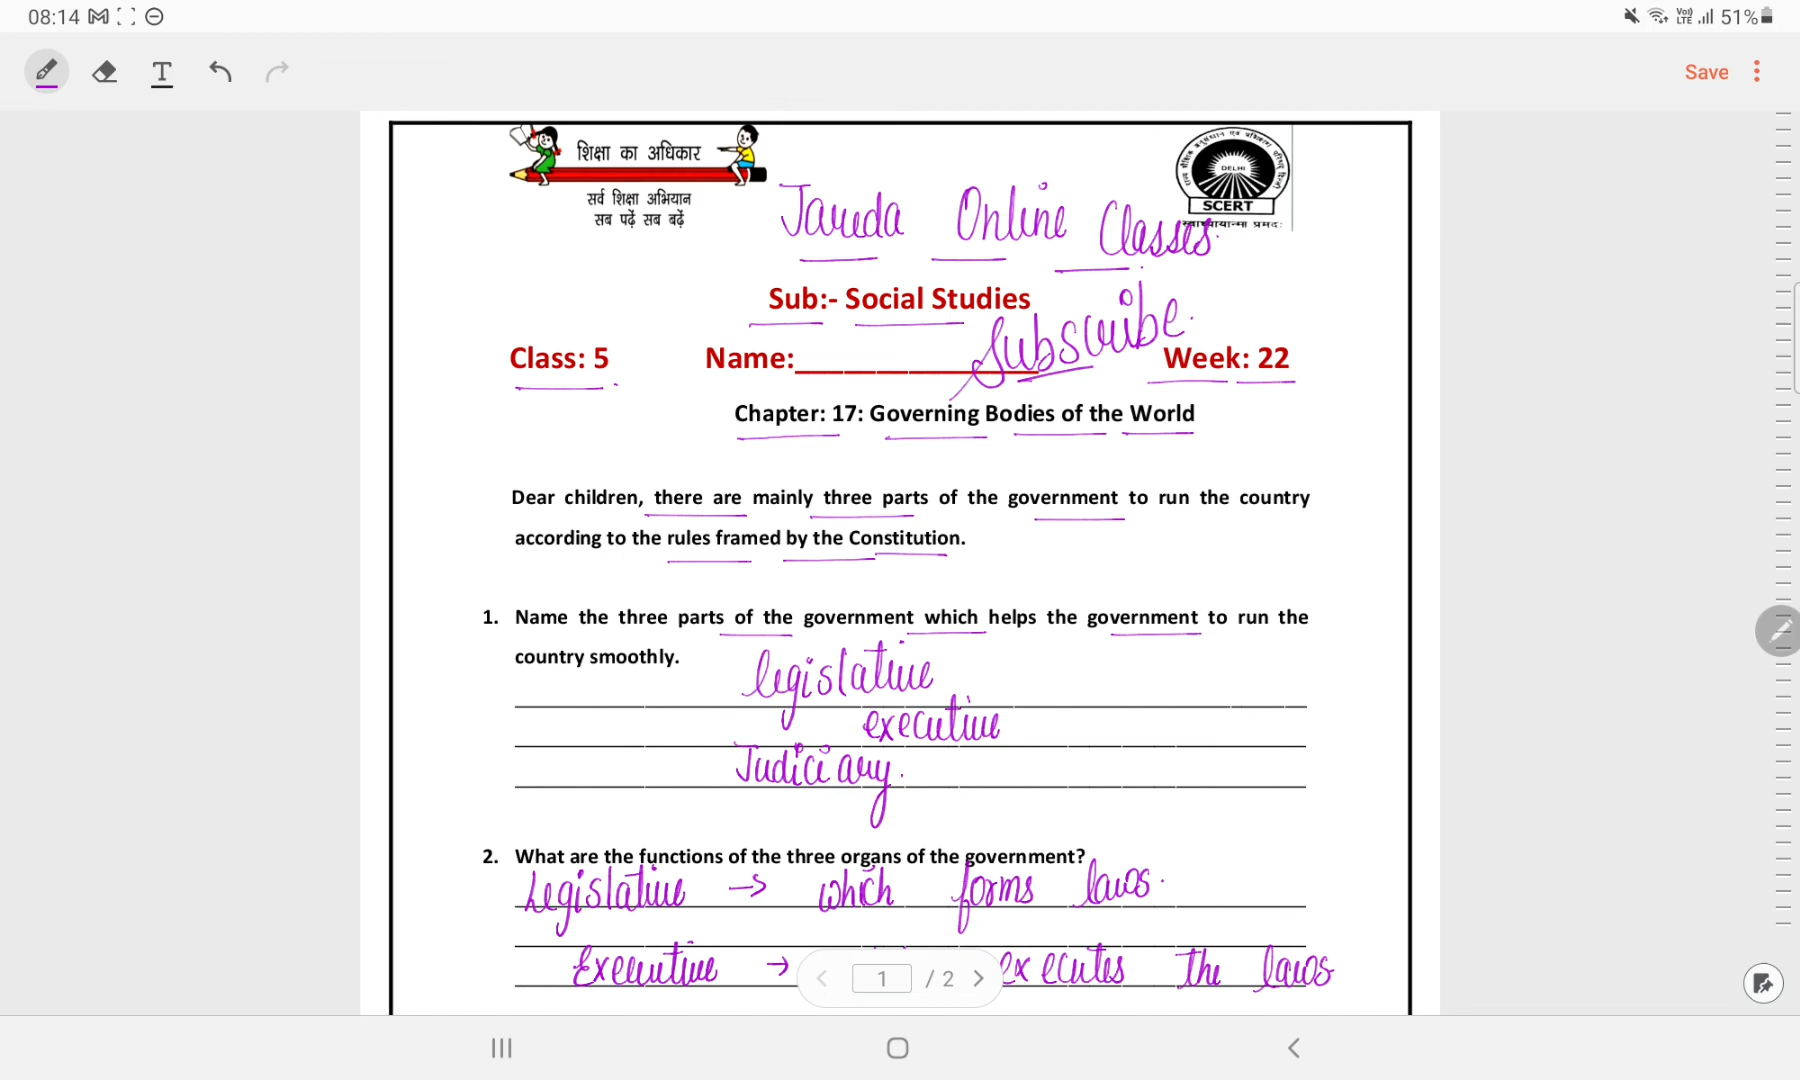 08:14
51%
शिक्षा का अधिकार
सर्व शिक्षा अभियान
सब पढ़ें सब बढ़ें
DELHI
SCERT
Jareda Online Classes.
Sub:- Social Studies
Subscribe.
Class: 5 Name:____________________ Week: 22
Chapter: 17: Governing Bodies of the World
Dear children, there are mainly three parts of the government to run the country
according to the rules framed by the Constitution.
1. Name the three parts of the government which helps the government to run the
country smoothly.
legislative
executive
Judiciary.
2. What are the functions of the three organs of the government?
Legislative → which forms laws.
Executive → executes the laws
1 / 2
Save